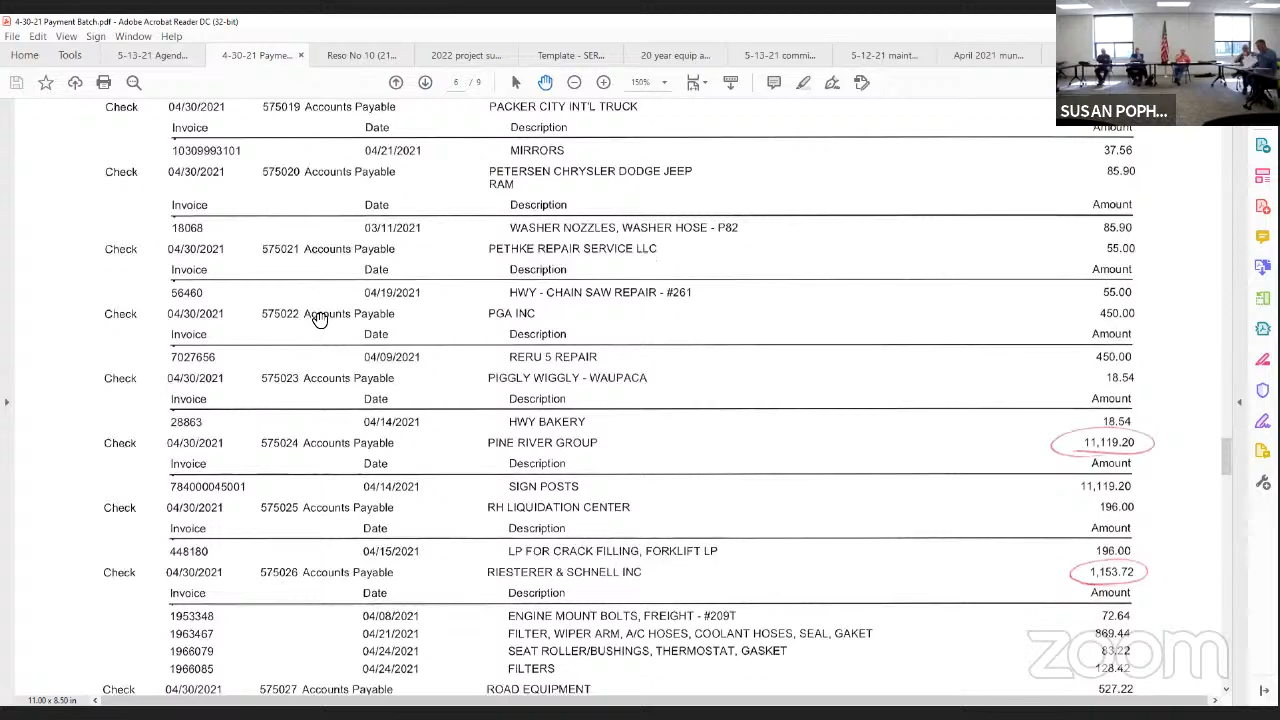 4-30-21 Payment Batch.pdf - Adobe Acrobat Reader DC (32-bit)
File Edit View Sign Window Help
Home Tools 5-13-21 Agend... 4-30-21 Payme... × Reso No 10 (21... 2022 project su... Template - SER... 20 year equip a... 5-13-21 commi... 5-12-21 maint... April 2021 mun...
6 / 9 150%
SUSAN POPH...
Check 04/30/2021 575019 Accounts Payable PACKER CITY INT'L TRUCK
Invoice Date Description Amount
10309993101 04/21/2021 MIRRORS 37.56
Check 04/30/2021 575020 Accounts Payable PETERSEN CHRYSLER DODGE JEEP 85.90
RAM
Invoice Date Description Amount
18068 03/11/2021 WASHER NOZZLES, WASHER HOSE - P82 85.90
Check 04/30/2021 575021 Accounts Payable PETHKE REPAIR SERVICE LLC 55.00
Invoice Date Description Amount
56460 04/19/2021 HWY - CHAIN SAW REPAIR - #261 55.00
Check 04/30/2021 575022 Accounts Payable PGA INC 450.00
Invoice Date Description Amount
7027656 04/09/2021 RERU 5 REPAIR 450.00
Check 04/30/2021 575023 Accounts Payable PIGGLY WIGGLY - WAUPACA 18.54
Invoice Date Description Amount
28863 04/14/2021 HWY BAKERY 18.54
Check 04/30/2021 575024 Accounts Payable PINE RIVER GROUP 11,119.20
Invoice Date Description Amount
784000045001 04/14/2021 SIGN POSTS 11,119.20
Check 04/30/2021 575025 Accounts Payable RH LIQUIDATION CENTER 196.00
Invoice Date Description Amount
448180 04/15/2021 LP FOR CRACK FILLING, FORKLIFT LP 196.00
Check 04/30/2021 575026 Accounts Payable RIESTERER & SCHNELL INC 1,153.72
Invoice Date Description Amount
1953348 04/08/2021 ENGINE MOUNT BOLTS, FREIGHT - #209T 72.64
1963467 04/21/2021 FILTER, WIPER ARM, A/C HOSES, COOLANT HOSES, SEAL, GAKET 869.44
1966079 04/24/2021 SEAT ROLLER/BUSHINGS, THERMOSTAT, GASKET 83.22
1966085 04/24/2021 FILTERS 128.42
Check 04/30/2021 575027 Accounts Payable ROAD EQUIPMENT 527.22
zoom
11.00 x 8.50 in